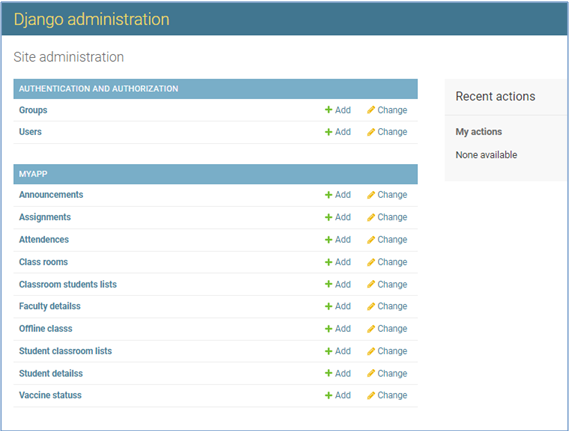 Django administration
Site administration
AUTHENTICATION AND AUTHORIZATION
Groups Add Change
Users Add Change
MYAPP
Announcements Add Change
Assignments Add Change
Attendences Add Change
Class rooms Add Change
Classroom students lists Add Change
Faculty detailss Add Change
Offline classs Add Change
Student classroom lists Add Change
Student detailss Add Change
Vaccine statuss Add Change
Recent actions
My actions
None available